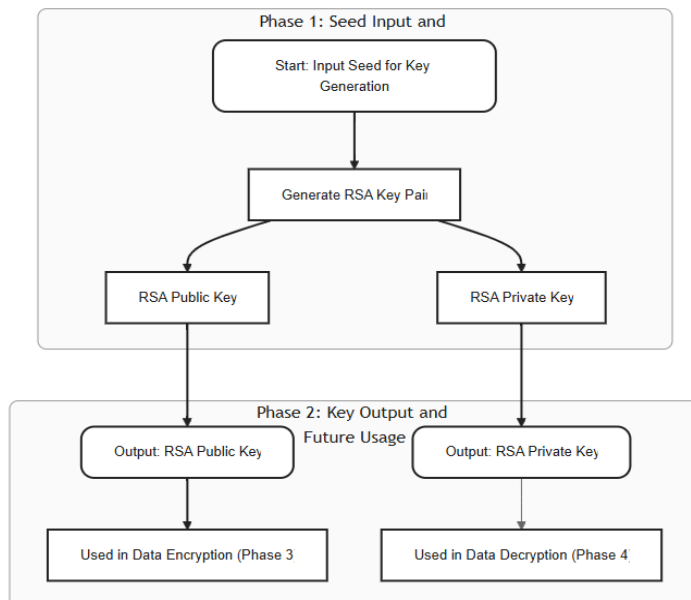 Phase 1: Seed Input and
Start: Input Seed for Key
Generation
Generate RSA Key Pai
RSA Public Key
RSA Private Key
Phase 2: Key Output and
Future Usage
Output: RSA Public Key
Output: RSA Private Key
Used in Data Encryption (Phase 3
Used in Data Decryption (Phase 4)